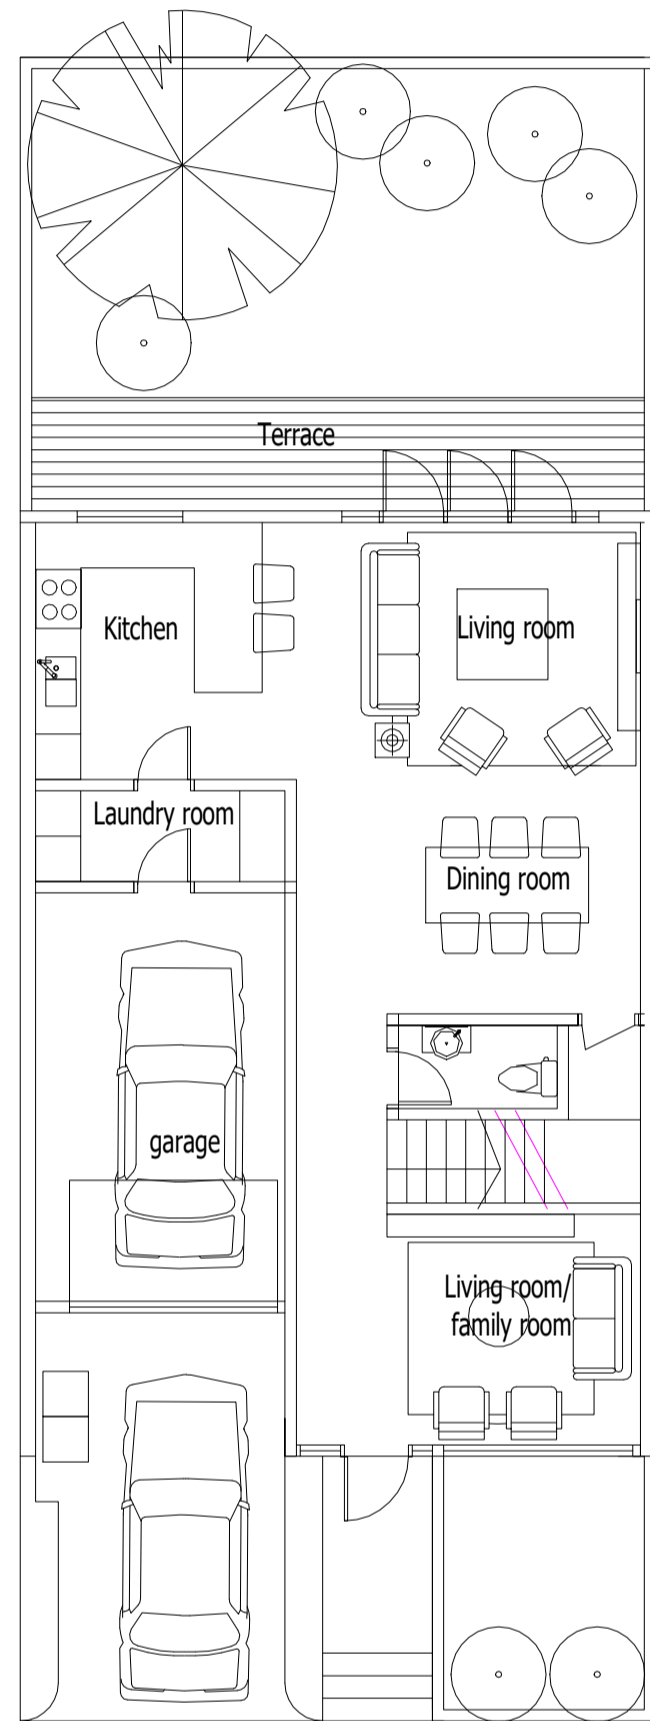 Terrace
Kitchen
Living room
Laundry room
Dining room
garage
Living room/
family room